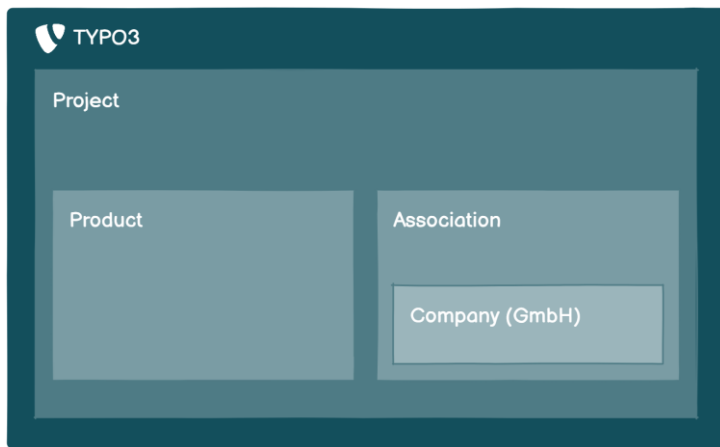 TYPO3
Project
Product
Association
Company (GmbH)